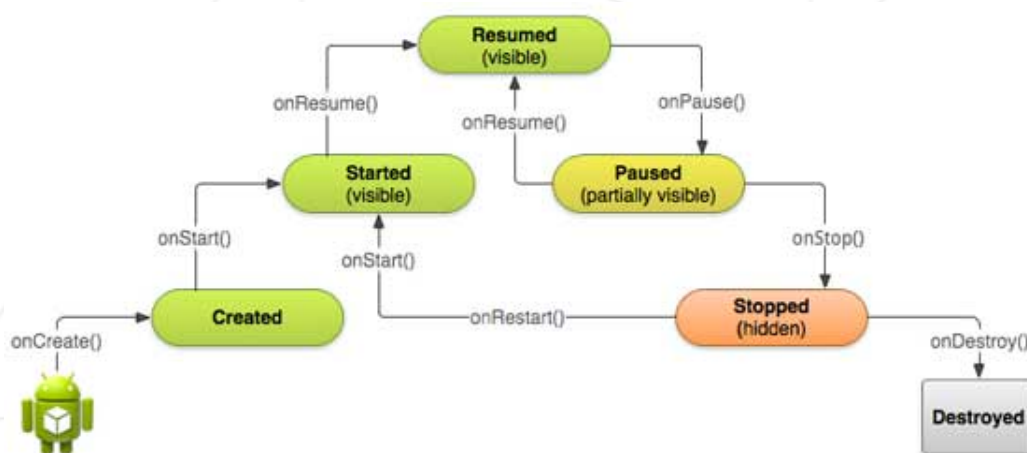 Resumed
(visible)
onResume()
onResume()
onPause()
Started
(visible)
Paused
(partially visible)
onStart()
onStart()
onStop()
Created
onRestart()
Stopped
(hidden)
onCreate()
onDestroy()
Destroyed